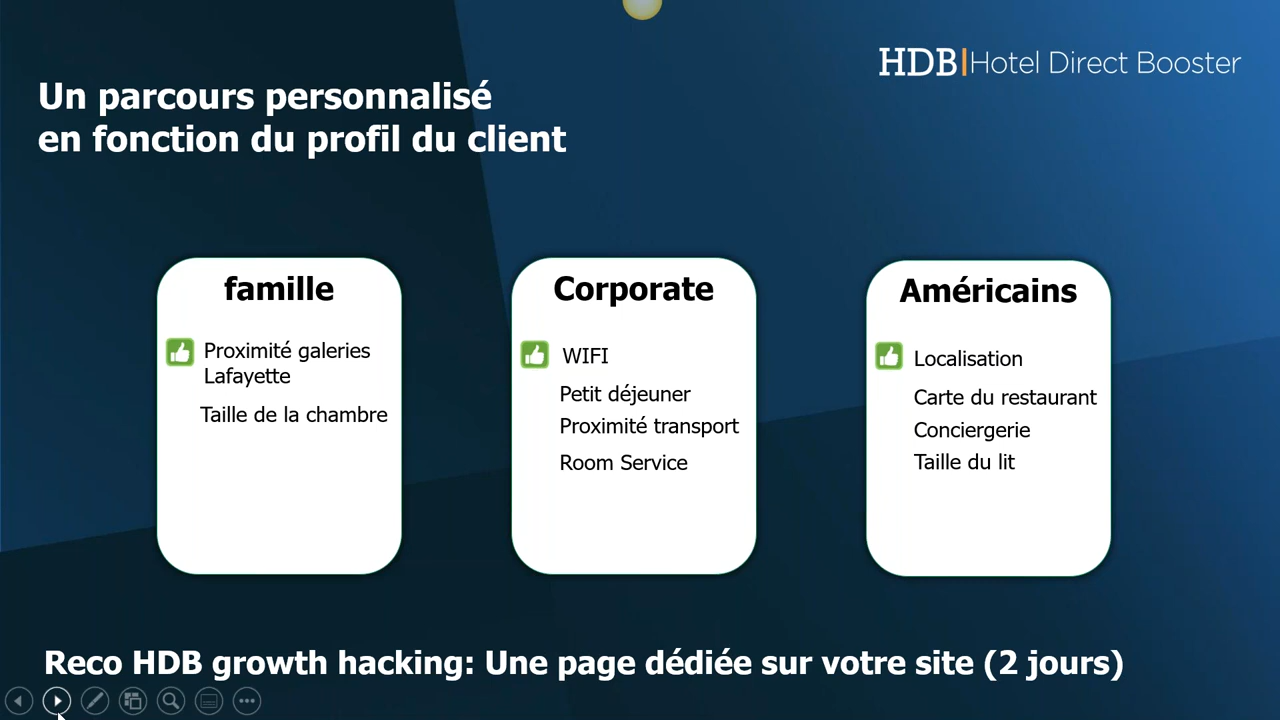 HDB|Hotel Direct Booster
Un parcours personnalisé
en fonction du profil du client
famille
Proximité galeries
Lafayette
Taille de la chambre
Corporate
WIFI
Petit déjeuner
Proximité transport
Room Service
Américains
Localisation
Carte du restaurant
Conciergerie
Taille du lit
Reco HDB growth hacking: Une page dédiée sur votre site (2 jours)